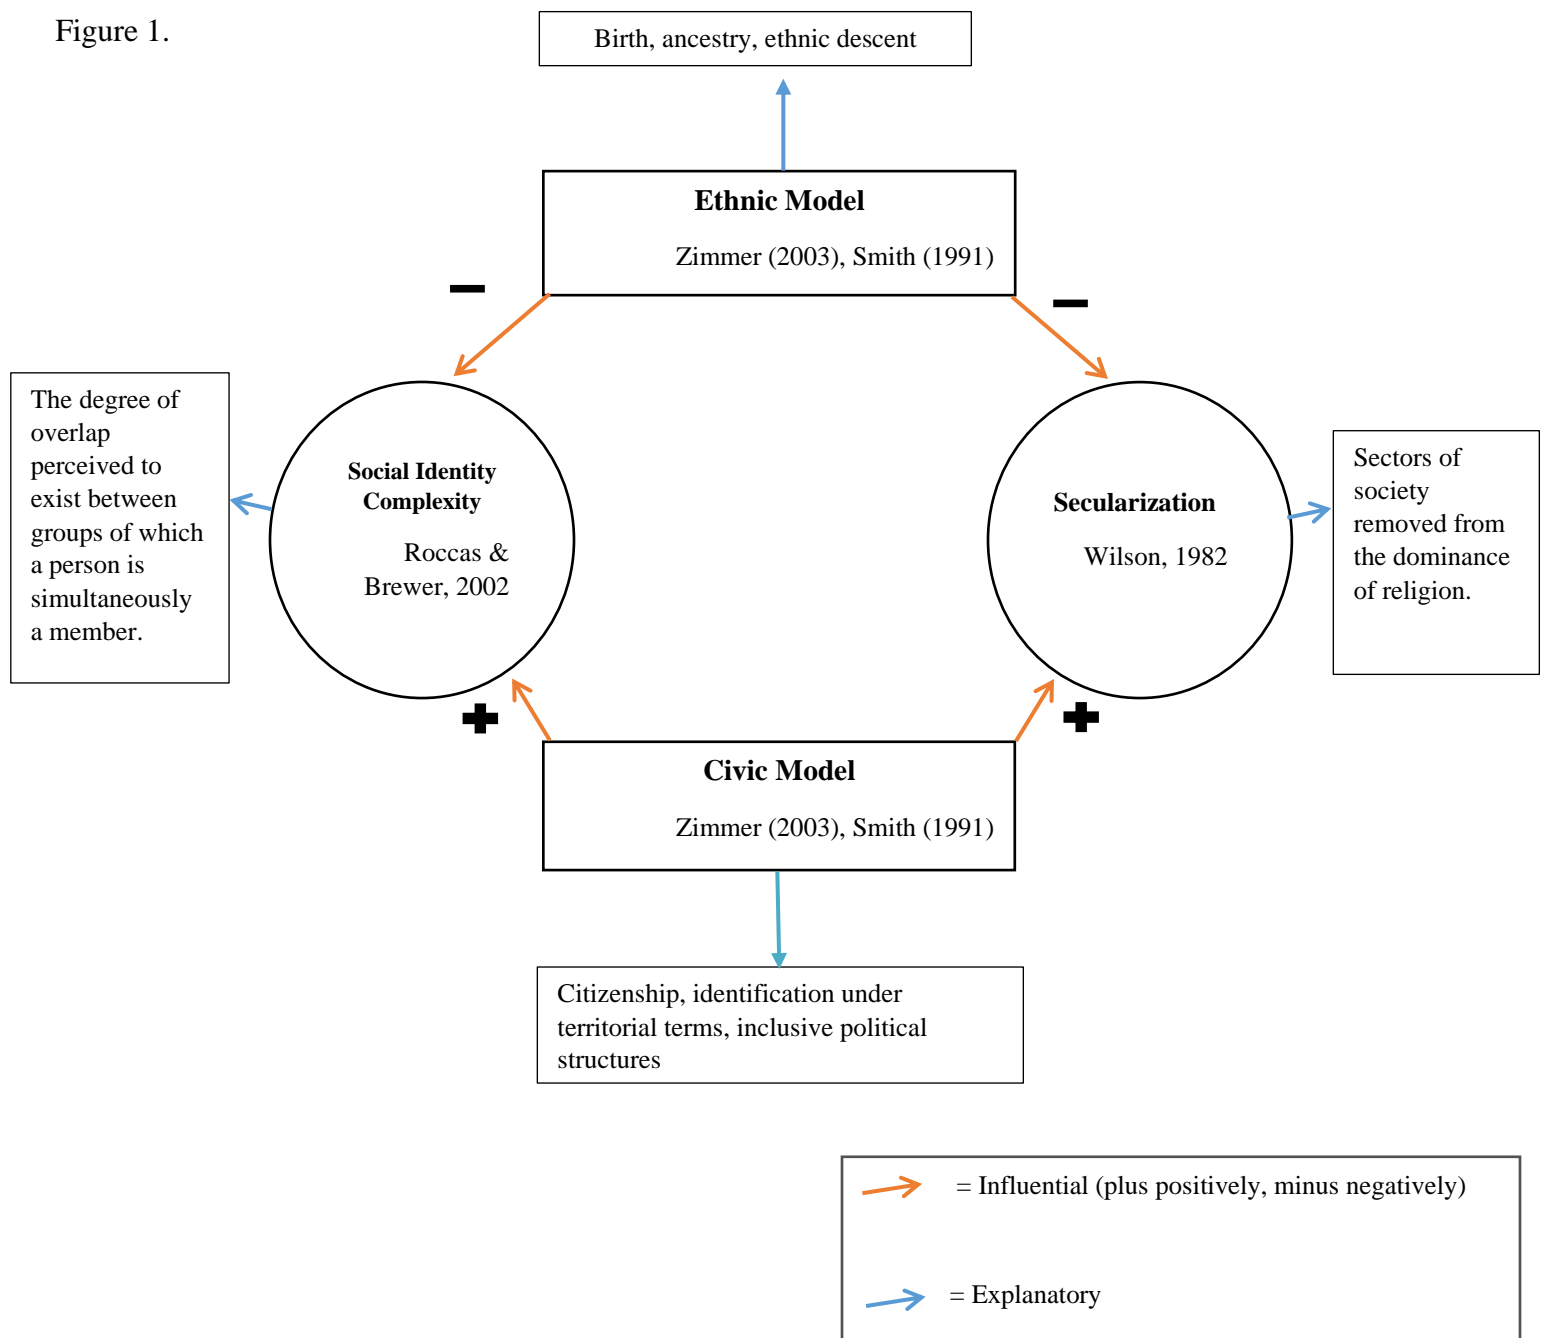 Figure 1.
Birth, ancestry, ethnic descent
Ethnic Model
Zimmer (2003), Smith (1991)
The degree of
overlap
perceived to
exist between
groups of which
a person is
simultaneously
a member.
Social Identity
Complexity
Roccas &
Brewer, 2002
Secularization
Wilson, 1982
Sectors of
society
removed from
the dominance
of religion.
Civic Model
Zimmer (2003), Smith (1991)
Citizenship, identification under
territorial terms, inclusive political
structures
= Influential (plus positively, minus negatively)
= Explanatory